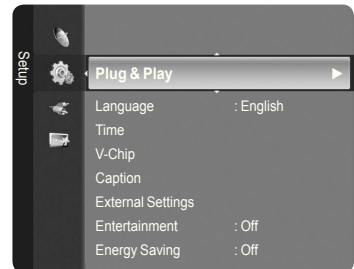 Setup
Plug & Play
Language : English
Time
V-Chip
Caption
External Settings
Entertainment : Off
Energy Saving : Off